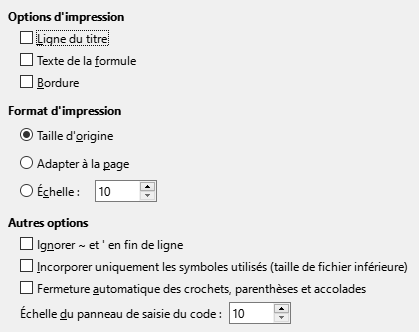 Options d'impression
Ligne du titre
Texte de la formule
Bordure
Format d'impression
Taille d'origine
Adapter à la page
Échelle : 10
Autres options
Ignorer ~ et ' en fin de ligne
Incorporer uniquement les symboles utilisés (taille de fichier inférieure)
Fermeture automatique des crochets, parenthèses et accolades
Échelle du panneau de saisie du code : 10